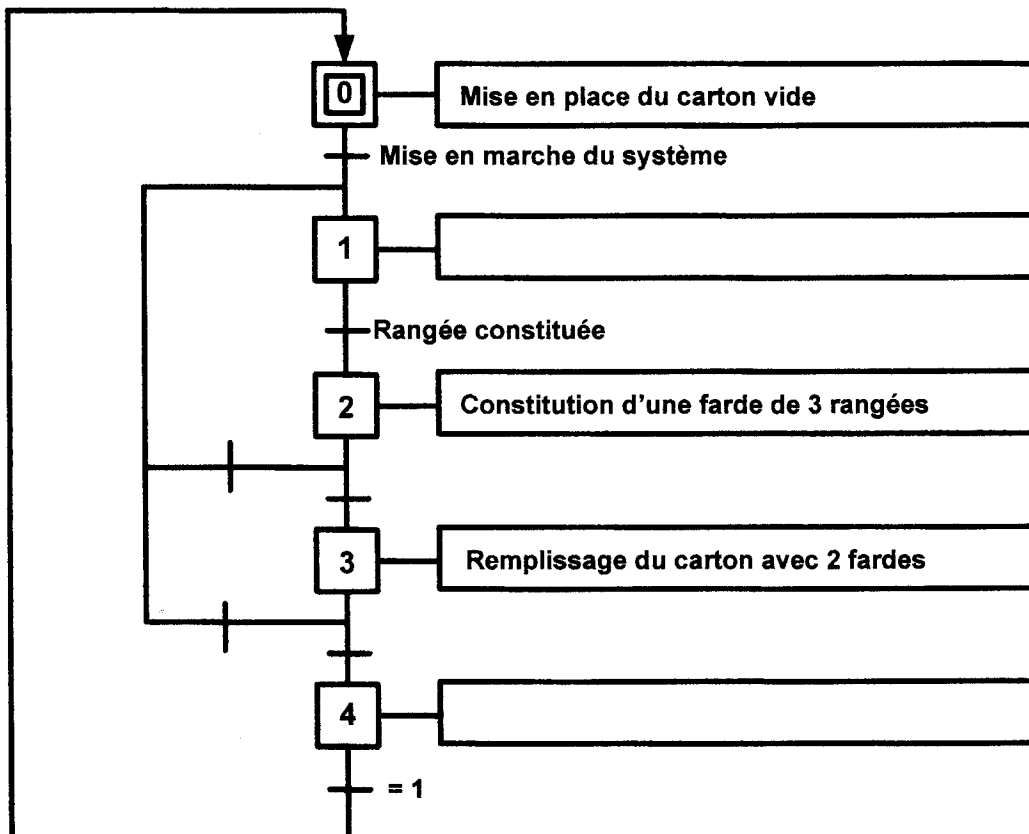 0
Mise en place du carton vide
Mise en marche du système
1
Rangée constituée
2
Constitution d'une farde de 3 rangées
3
Remplissage du carton avec 2 fardes
4
= 1